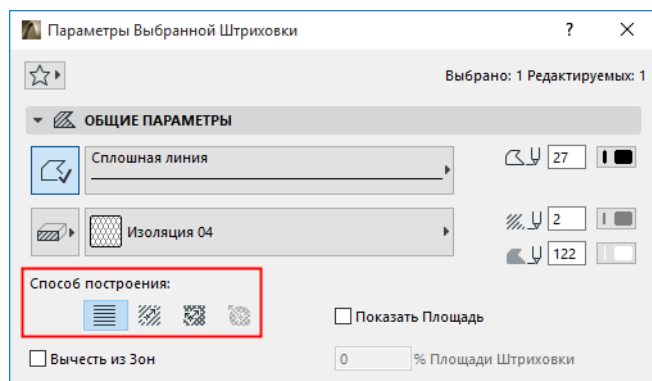 Параметры Выбранной Штриховки ?
Выбрано: 1 Редактируемых: 1
ОБЩИЕ ПАРАМЕТРЫ
Сплошная линия
27
Изоляция 04
2
122
Способ построения:
Показать Площадь
Вычесть из Зон
0 % Площади Штриховки